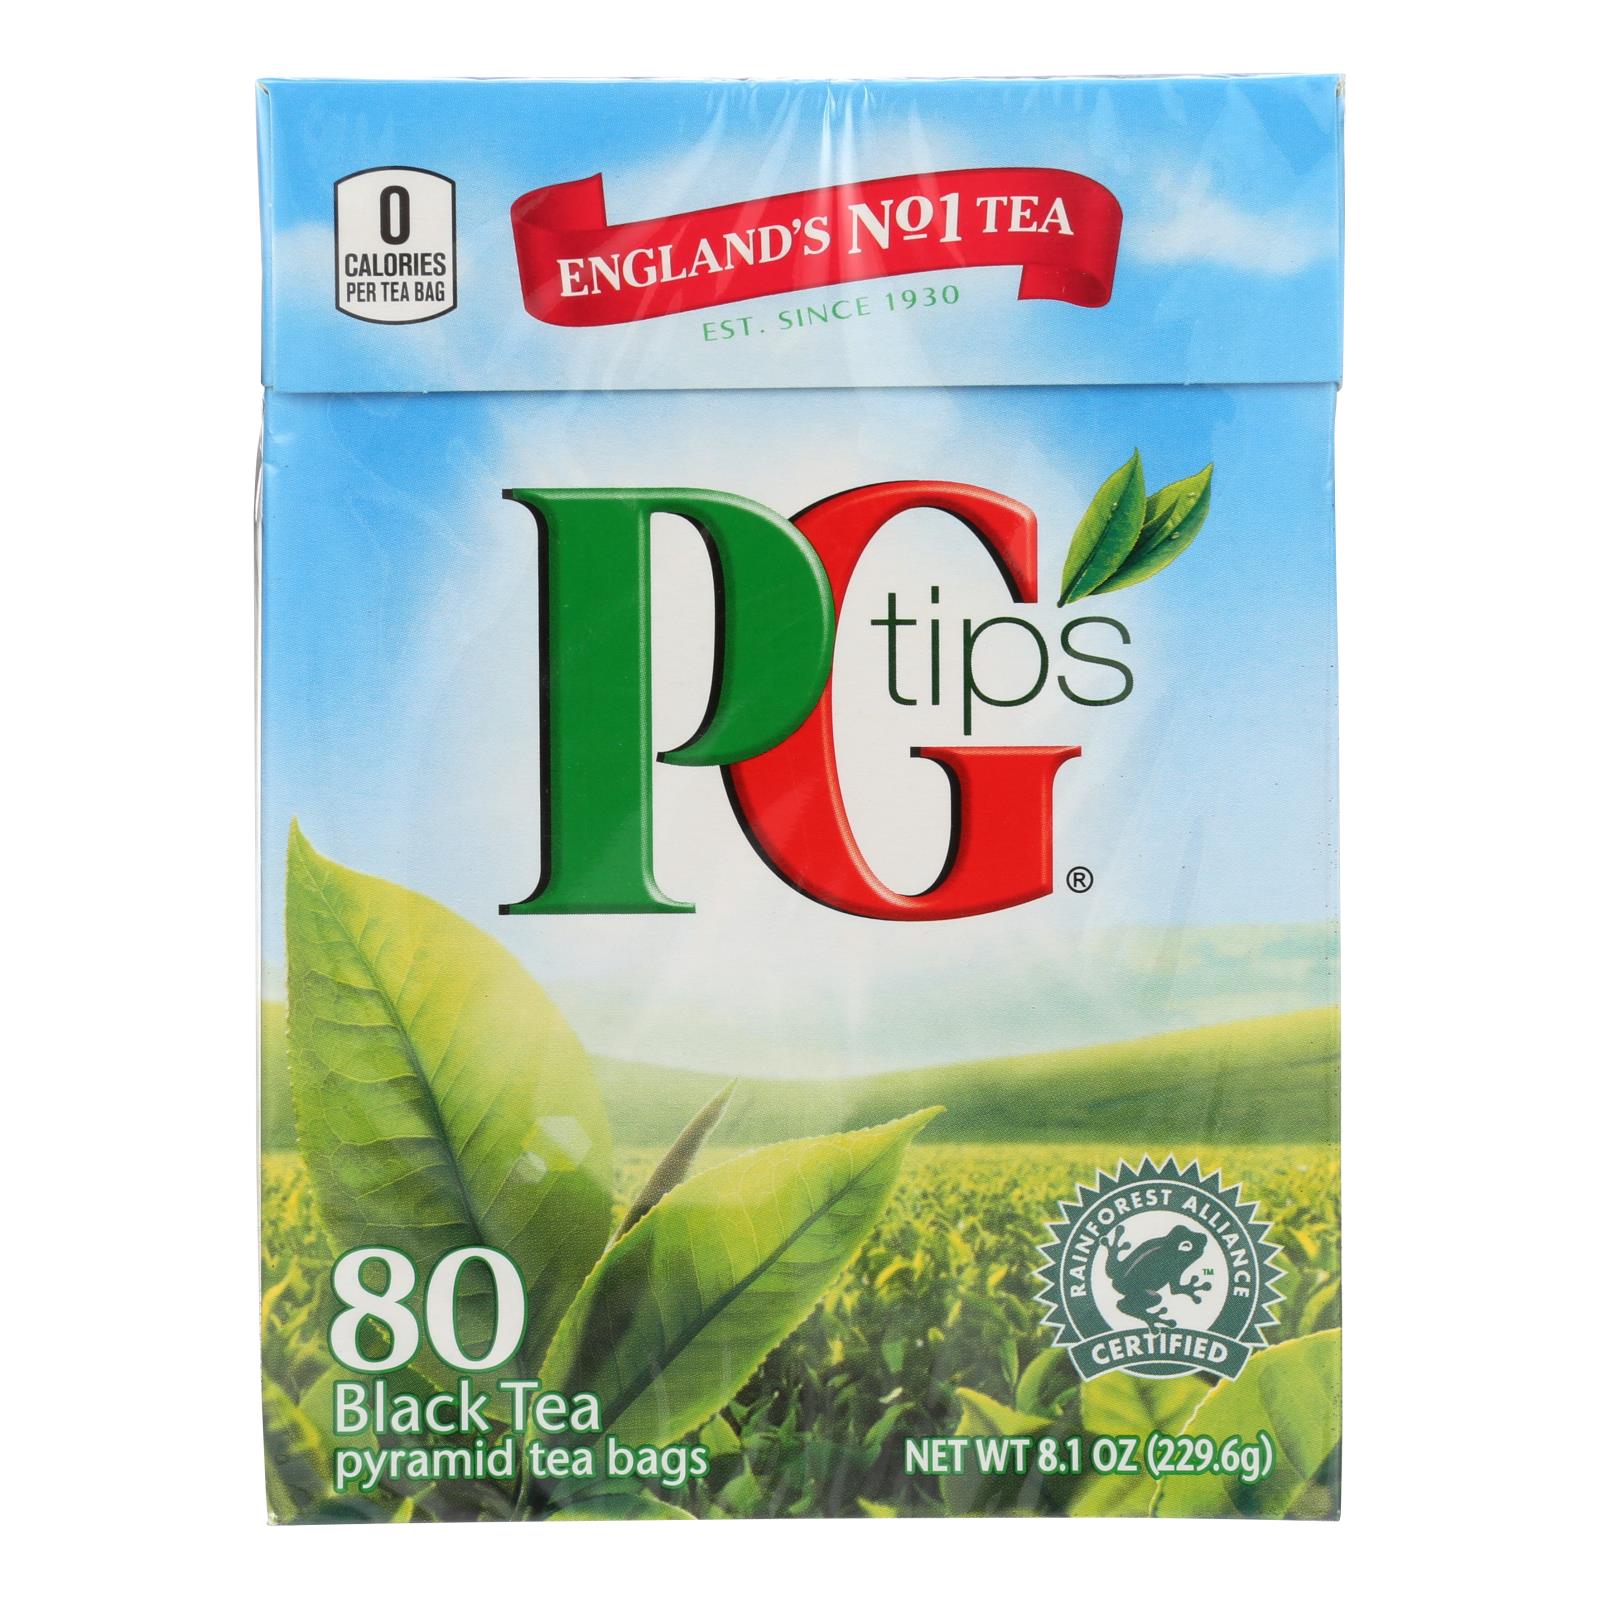 0
CALORIES
PER TEA BAG
ENGLAND'S No1 TEA
EST. SINCE 1930
PG
tips
®
RAINFOREST ALLIANCE
TM
CERTIFIED
80
Black Tea
pyramid tea bags
NET WT 8.1 OZ (229.6g)